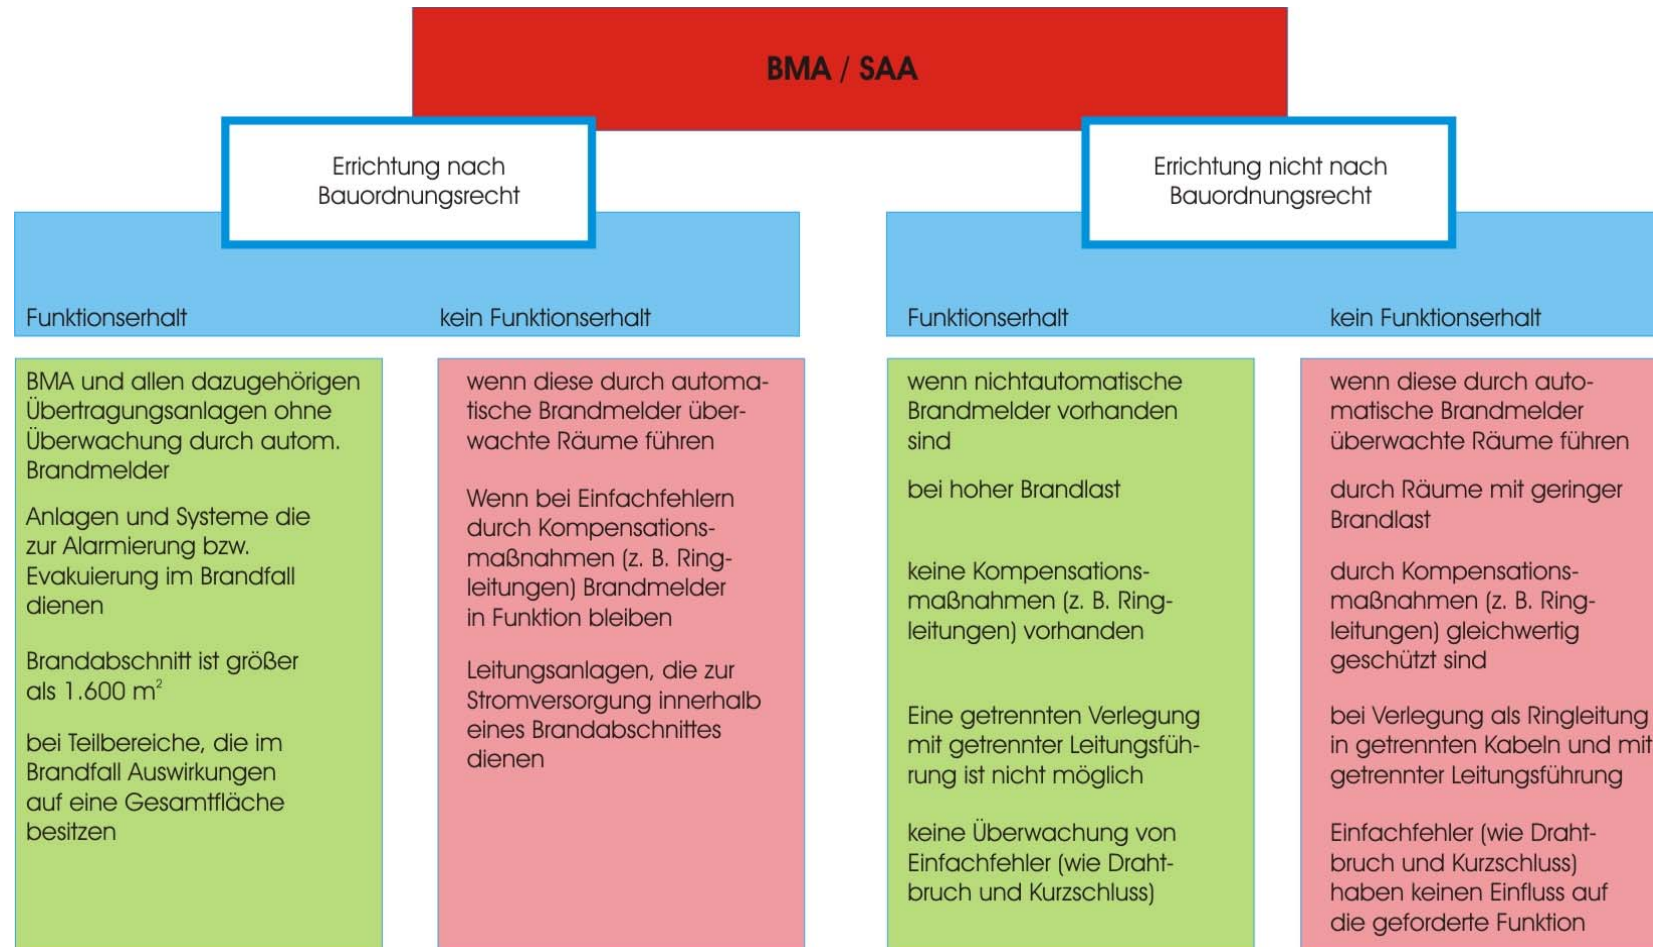 BMA / SAA
Errichtung nach
Bauordnungsrecht
Funktionserhalt
kein Funktionserhalt
BMA und allen dazugehörigen
Übertragungsanlagen ohne
Überwachung durch autom.
Brandmelder
Anlagen und Systeme die
zur Alarmierung bzw.
Evakuierung im Brandfall
dienen
Brandabschnitt ist größer
als 1.600 m²
bei Teilbereiche, die im
Brandfall Auswirkungen
auf eine Gesamtfläche
besitzen
wenn diese durch automa-
tische Brandmelder über-
wachte Räume führen
Wenn bei Einfachfehlern
durch Kompensations-
maßnahmen (z. B. Ring-
leitungen) Brandmelder
in Funktion bleiben
Leitungsanlagen, die zur
Stromversorgung innerhalb
eines Brandabschnittes
dienen
Errichtung nicht nach
Bauordnungsrecht
Funktionserhalt
kein Funktionserhalt
wenn nichtautomatische
Brandmelder vorhanden
sind
bei hoher Brandlast
keine Kompensations-
maßnahmen (z. B. Ring-
leitungen) vorhanden
Eine getrennten Verlegung
mit getrennter Leitungsfüh-
rung ist nicht möglich
keine Überwachung von
Einfachfehler (wie Draht-
bruch und Kurzschluss)
wenn diese durch auto-
matische Brandmelder
überwachte Räume führen
durch Räume mit geringer
Brandlast
durch Kompensations-
maßnahmen (z. B. Ring-
leitungen) gleichwertig
geschützt sind
bei Verlegung als Ringleitung
in getrennten Kabeln und mit
getrennter Leitungsführung
Einfachfehler (wie Draht-
bruch und Kurzschluss)
haben keinen Einfluss auf
die geforderte Funktion